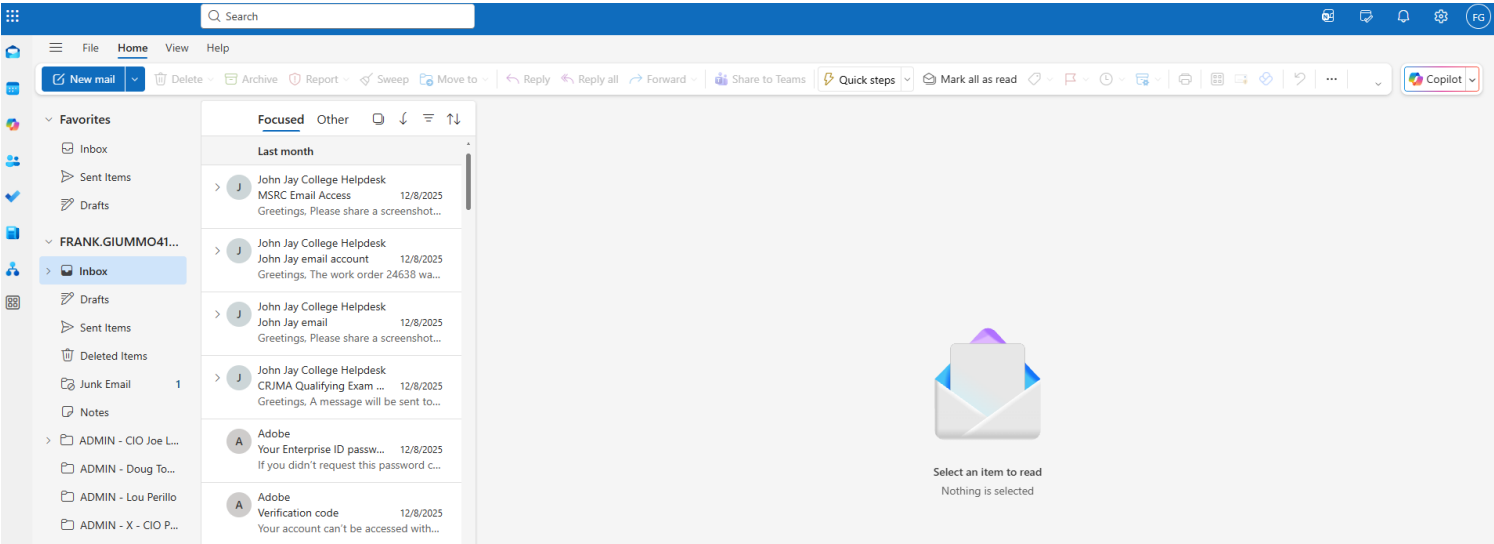 Search
FG
File Home View Help
New mail Delete Archive Report Sweep Move to Reply Reply all Forward Share to Teams Quick steps Mark all as read ... Copilot
Favorites
Inbox
Sent Items
Drafts
FRANK.GIUMMO41...
Inbox
Drafts
Sent Items
Deleted Items
Junk Email 1
Notes
ADMIN - CIO Joe L...
ADMIN - Doug To...
ADMIN - Lou Perillo
ADMIN - X - CIO P...
Focused Other
Last month
J
John Jay College Helpdesk
MSRC Email Access 12/8/2025
Greetings, Please share a screenshot...
J
John Jay College Helpdesk
John Jay email account 12/8/2025
Greetings, The work order 24638 wa...
J
John Jay College Helpdesk
John Jay email 12/8/2025
Greetings, Please share a screenshot...
J
John Jay College Helpdesk
CRJMA Qualifying Exam ... 12/8/2025
Greetings, A message will be sent to...
A
Adobe
Your Enterprise ID passw... 12/8/2025
If you didn't request this password c...
A
Adobe
Verification code 12/8/2025
Your account can't be accessed with...
Select an item to read
Nothing is selected